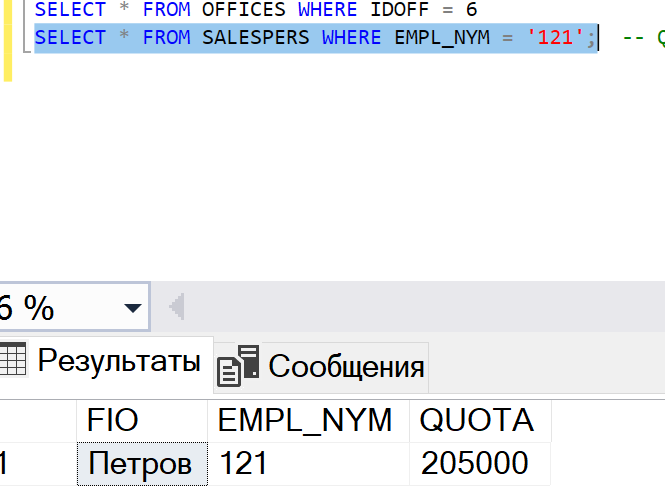 SELECT * FROM OFFICES WHERE IDOFF = 6
SELECT * FROM SALESPERS WHERE EMPL_NYM = '121'; --
6 %
Результаты Сообщения
FIO EMPL_NYM QUOTA
1 Петров 121 205000